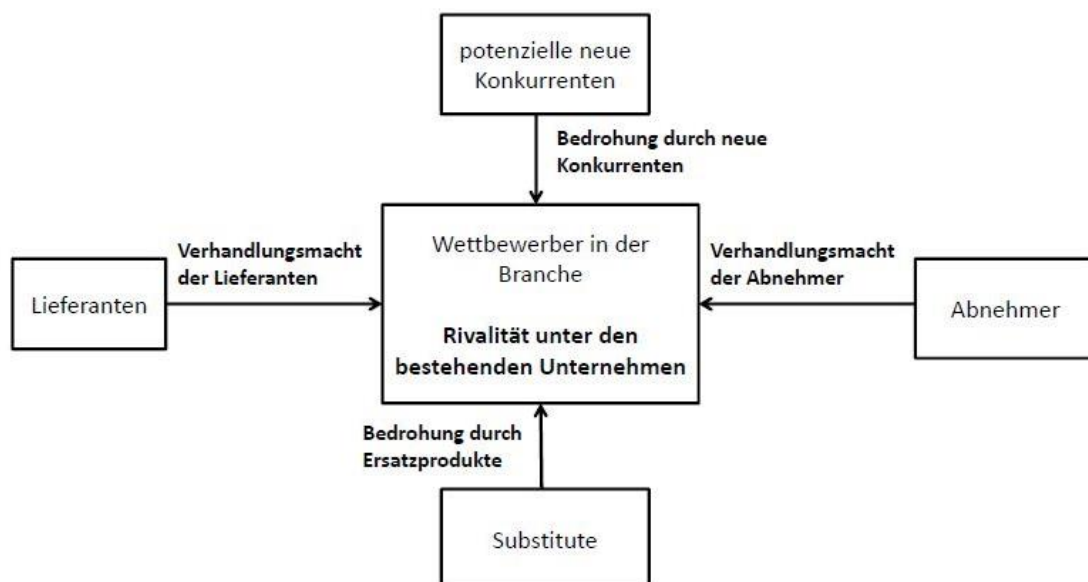 potenzielle neue
Konkurrenten
Bedrohung durch neue
Konkurrenten
Verhandlungsmacht
der Lieferanten
Lieferanten
Wettbewerber in der
Branche
Rivalität unter den
bestehenden Unternehmen
Verhandlungsmacht
der Abnehmer
Abnehmer
Bedrohung durch
Ersatzprodukte
Substitute